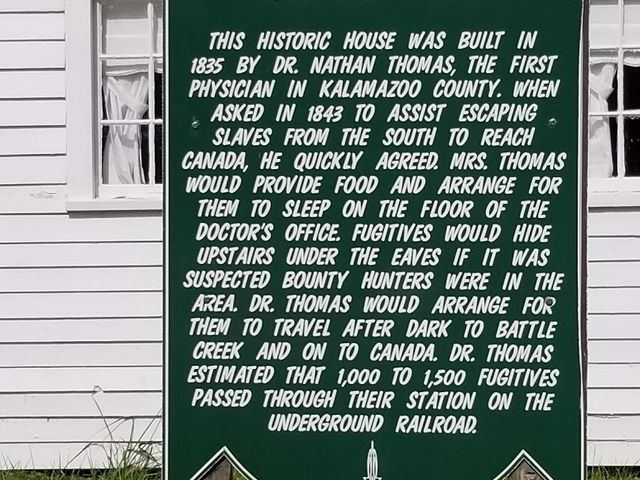 THIS HISTORIC HOUSE WAS BUILT IN
1835 BY DR. NATHAN THOMAS, THE FIRST
PHYSICIAN IN KALAMAZOO COUNTY. WHEN
ASKED IN 1843 TO ASSIST ESCAPING
SLAVES FROM THE SOUTH TO REACH
CANADA, HE QUICKLY AGREED. MRS. THOMAS
WOULD PROVIDE FOOD AND ARRANGE FOR
THEM TO SLEEP ON THE FLOOR OF THE
DOCTOR'S OFFICE. FUGITIVES WOULD HIDE
UPSTAIRS UNDER THE EAVES IF IT WAS
SUSPECTED BOUNTY HUNTERS WERE IN THE
AREA. DR. THOMAS WOULD ARRANGE FOR
THEM TO TRAVEL AFTER DARK TO BATTLE
CREEK AND ON TO CANADA. DR. THOMAS
ESTIMATED THAT 1,000 TO 1,500 FUGITIVES
PASSED THROUGH THEIR STATION ON THE
UNDERGROUND RAILROAD.